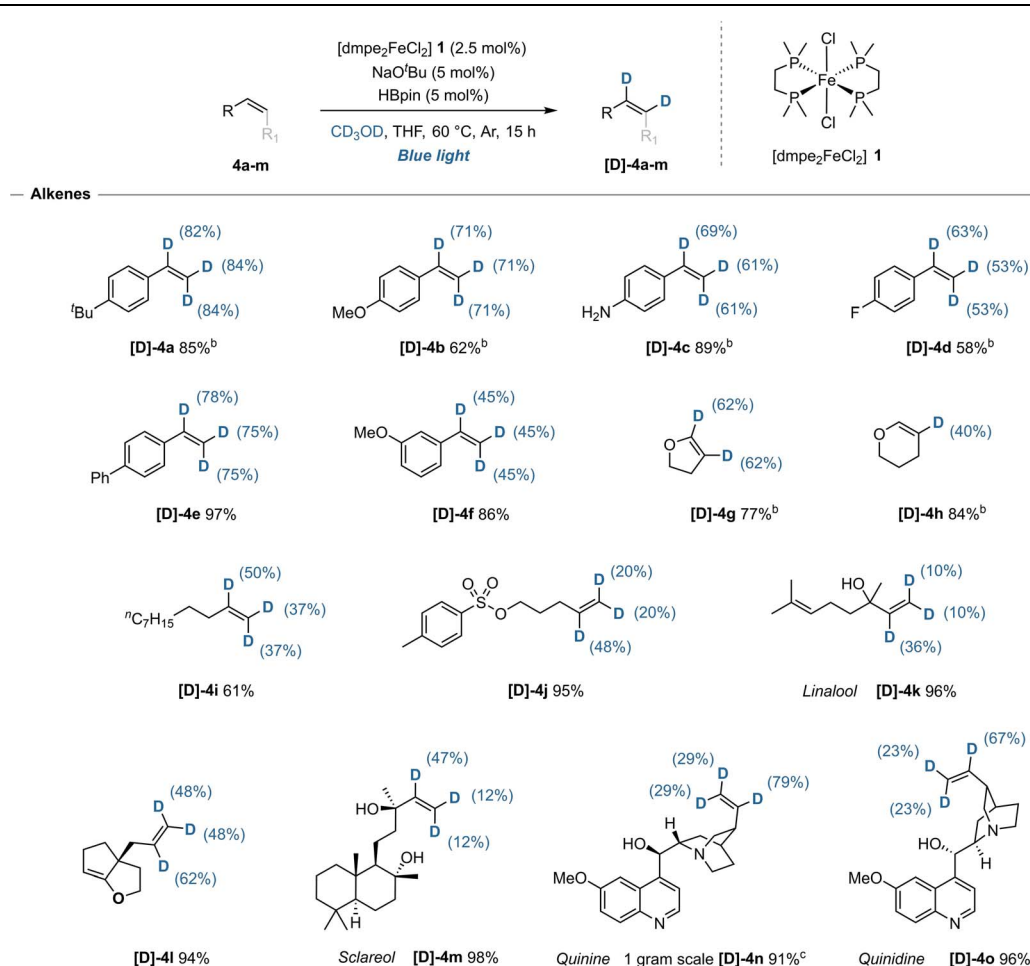 [dmpe₂FeCl₂] 1 (2.5 mol%)
NaOᵗBu (5 mol%)
HBpin (5 mol%)
CD₃OD, THF, 60 °C, Ar, 15 h
Blue light
R
R₁
4a-m
D
D
R
R₁
[D]-4a-m
Cl
P
P
Fe
P
P
Cl
[dmpe₂FeCl₂] 1
Alkenes
D (82%)
D (84%)
D (84%)
ᵗBu
[D]-4a 85%ᵇ
D (71%)
D (71%)
D (71%)
MeO
[D]-4b 62%ᵇ
D (69%)
D (61%)
D (61%)
H₂N
[D]-4c 89%ᵇ
D (63%)
D (53%)
D (53%)
F
[D]-4d 58%ᵇ
D (78%)
D (75%)
D (75%)
Ph
[D]-4e 97%
MeO
D (45%)
D (45%)
D (45%)
[D]-4f 86%
D (62%)
O
D (62%)
[D]-4g 77%ᵇ
O
D (40%)
[D]-4h 84%ᵇ
D (50%)
D (37%)
D (37%)
ⁿC₇H₁₅
[D]-4i 61%
O O
S
O
D (20%)
D (20%)
D (48%)
[D]-4j 95%
HO
D (10%)
D (10%)
D (36%)
Linalool [D]-4k 96%
D (48%)
D (48%)
D (62%)
O
[D]-4l 94%
D (47%)
D (12%)
D (12%)
HO
OH
H
Sclareol [D]-4m 98%
(29%) D
(29%) D
D (79%)
H
HO
N
MeO
N
Quinine 1 gram scale [D]-4n 91%ᶜ
(23%) D
D (67%)
(23%) D
N
HO
H
MeO
N
Quinidine [D]-4o 96%